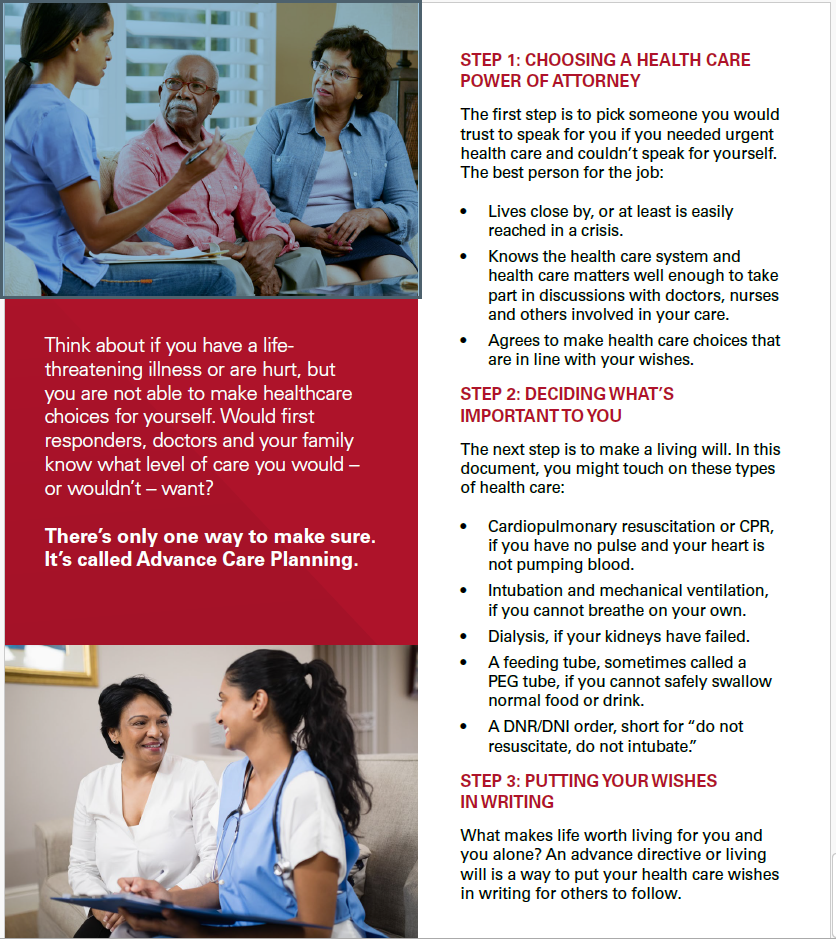 Think about if you have a life-
threatening illness or are hurt, but
you are not able to make healthcare
choices for yourself. Would first
responders, doctors and your family
know what level of care you would –
or wouldn’t – want?
There’s only one way to make sure.
It’s called Advance Care Planning.
STEP 1: CHOOSING A HEALTH CARE
POWER OF ATTORNEY
The first step is to pick someone you would
trust to speak for you if you needed urgent
health care and couldn’t speak for yourself.
The best person for the job:
• Lives close by, or at least is easily
reached in a crisis.
• Knows the health care system and
health care matters well enough to take
part in discussions with doctors, nurses
and others involved in your care.
• Agrees to make health care choices that
are in line with your wishes.
STEP 2: DECIDING WHAT’S
IMPORTANT TO YOU
The next step is to make a living will. In this
document, you might touch on these types
of health care:
• Cardiopulmonary resuscitation or CPR,
if you have no pulse and your heart is
not pumping blood.
• Intubation and mechanical ventilation,
if you cannot breathe on your own.
• Dialysis, if your kidneys have failed.
• A feeding tube, sometimes called a
PEG tube, if you cannot safely swallow
normal food or drink.
• A DNR/DNI order, short for “do not
resuscitate, do not intubate.”
STEP 3: PUTTING YOUR WISHES
IN WRITING
What makes life worth living for you and
you alone? An advance directive or living
will is a way to put your health care wishes
in writing for others to follow.